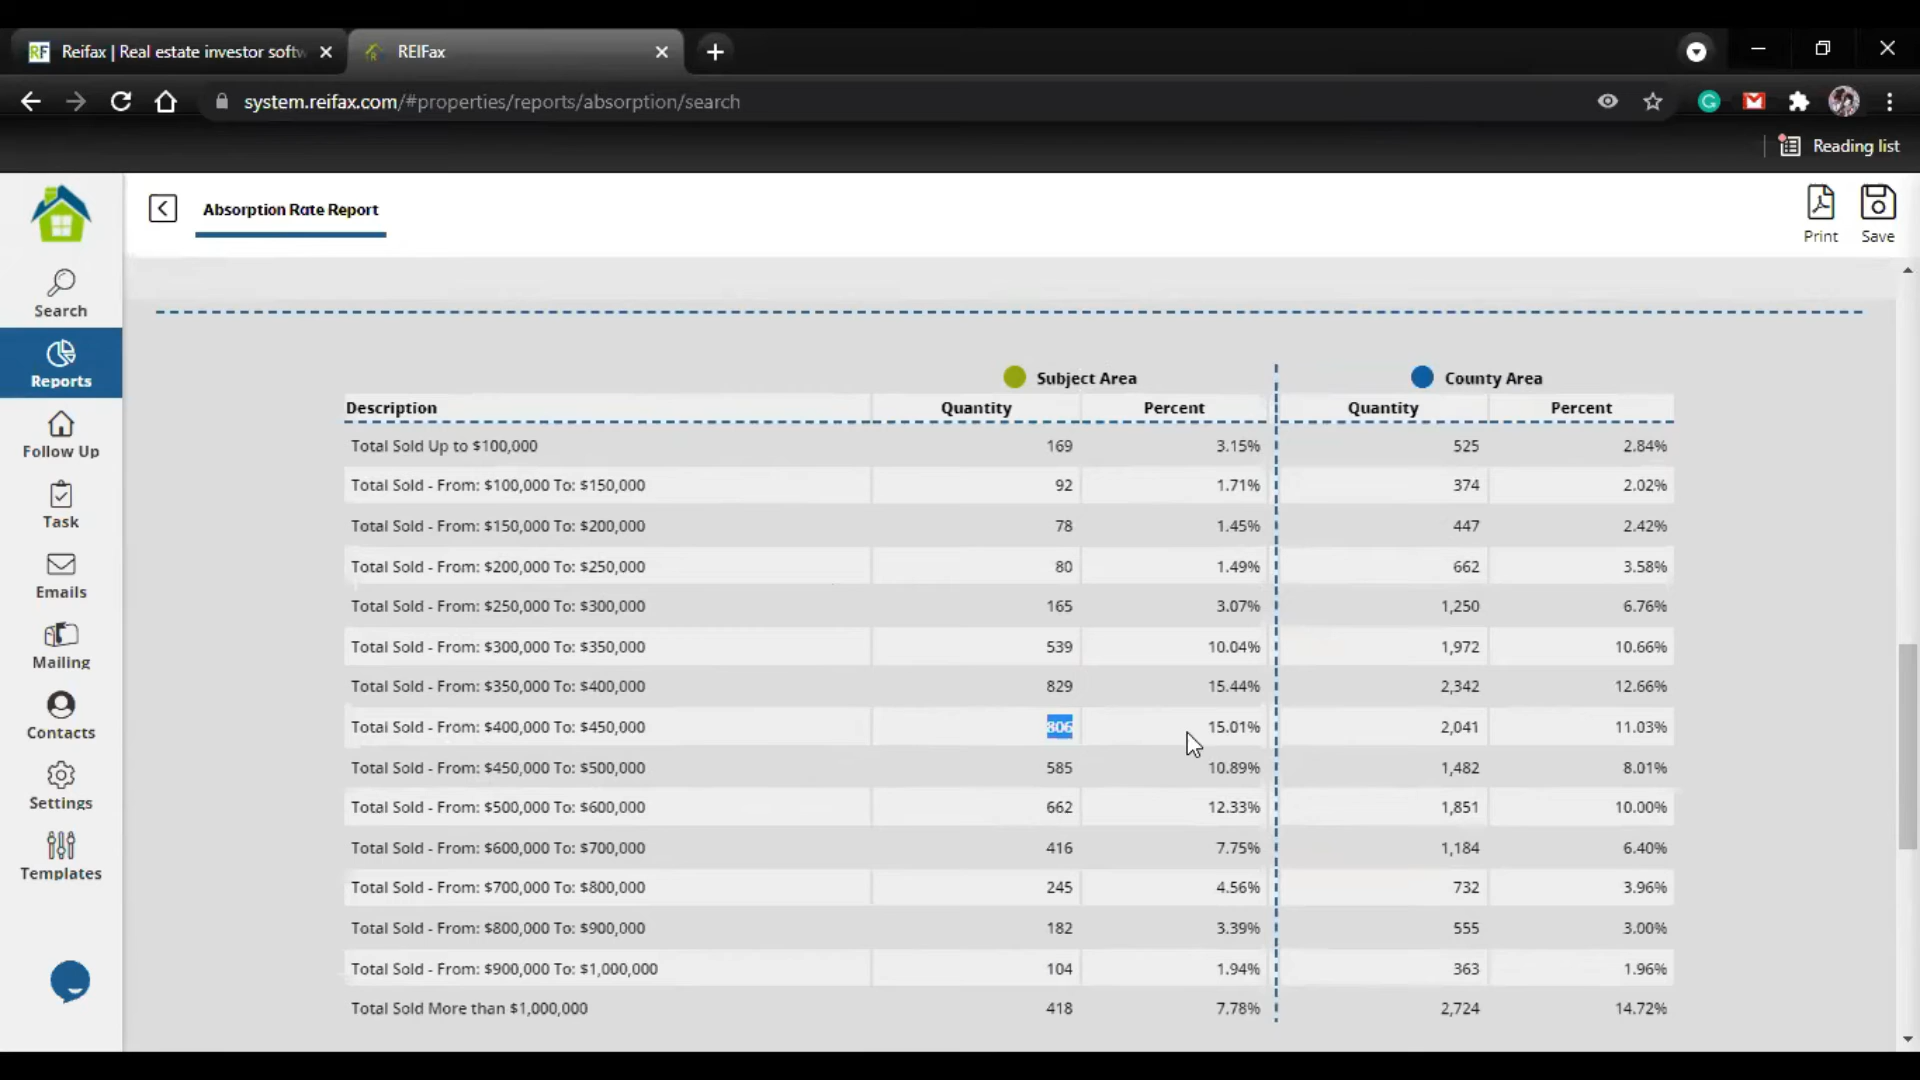 RF Reifax | Real estate investor softw
REIFax
system.reifax.com/#properties/reports/absorption/search
Reading list
Absorption Rate Report
Print
Save
Search
Reports
Follow Up
Task
Emails
Mailing
Contacts
Settings
Templates
Subject Area County Area
Description Quantity Percent Quantity Percent
Total Sold Up to $100,000 169 3.15% 525 2.84%
Total Sold - From: $100,000 To: $150,000 92 1.71% 374 2.02%
Total Sold - From: $150,000 To: $200,000 78 1.45% 447 2.42%
Total Sold - From: $200,000 To: $250,000 80 1.49% 662 3.58%
Total Sold - From: $250,000 To: $300,000 165 3.07% 1,250 6.76%
Total Sold - From: $300,000 To: $350,000 539 10.04% 1,972 10.66%
Total Sold - From: $350,000 To: $400,000 829 15.44% 2,342 12.66%
Total Sold - From: $400,000 To: $450,000 806 15.01% 2,041 11.03%
Total Sold - From: $450,000 To: $500,000 585 10.89% 1,482 8.01%
Total Sold - From: $500,000 To: $600,000 662 12.33% 1,851 10.00%
Total Sold - From: $600,000 To: $700,000 416 7.75% 1,184 6.40%
Total Sold - From: $700,000 To: $800,000 245 4.56% 732 3.96%
Total Sold - From: $800,000 To: $900,000 182 3.39% 555 3.00%
Total Sold - From: $900,000 To: $1,000,000 104 1.94% 363 1.96%
Total Sold More than $1,000,000 418 7.78% 2,724 14.72%